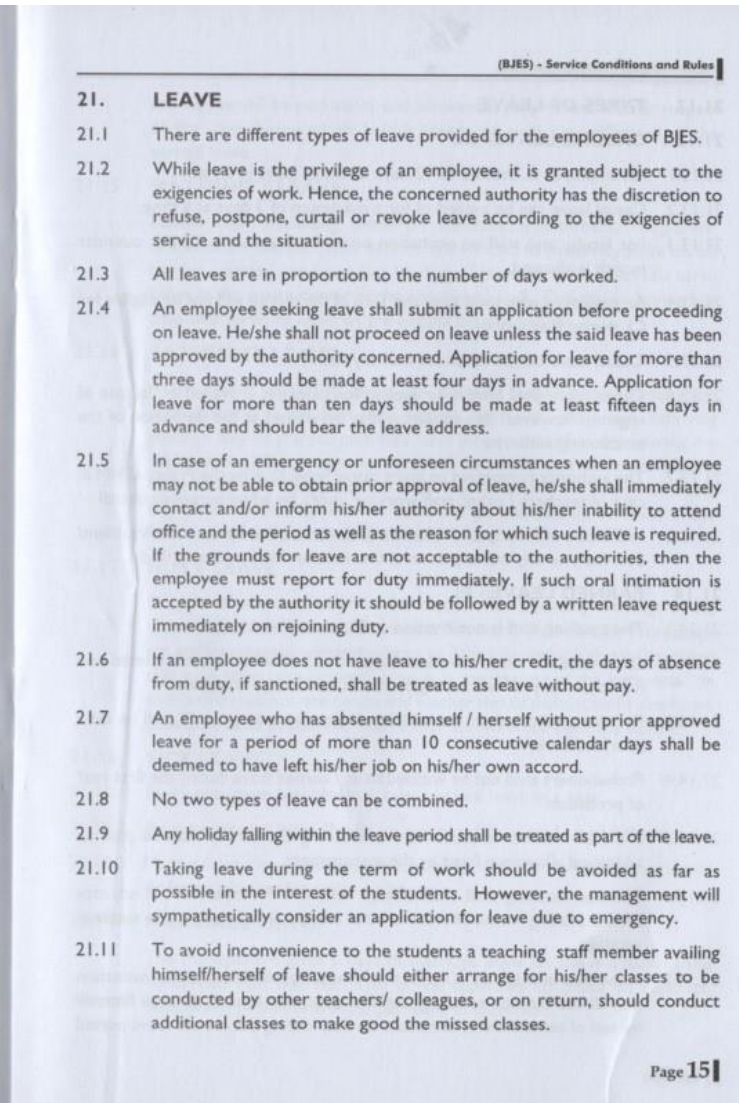 (BJES) - Service Conditions and Rules
21. LEAVE
21.1 There are different types of leave provided for the employees of BJES.
21.2 While leave is the privilege of an employee, it is granted subject to the
exigencies of work. Hence, the concerned authority has the discretion to
refuse, postpone, curtail or revoke leave according to the exigencies of
service and the situation.
21.3 All leaves are in proportion to the number of days worked.
21.4 An employee seeking leave shall submit an application before proceeding
on leave. He/she shall not proceed on leave unless the said leave has been
approved by the authority concerned. Application for leave for more than
three days should be made at least four days in advance. Application for
leave for more than ten days should be made at least fifteen days in
advance and should bear the leave address.
21.5 In case of an emergency or unforeseen circumstances when an employee
may not be able to obtain prior approval of leave, he/she shall immediately
contact and/or inform his/her authority about his/her inability to attend
office and the period as well as the reason for which such leave is required.
If the grounds for leave are not acceptable to the authorities, then the
employee must report for duty immediately. If such oral intimation is
accepted by the authority it should be followed by a written leave request
immediately on rejoining duty.
21.6 If an employee does not have leave to his/her credit, the days of absence
from duty, if sanctioned, shall be treated as leave without pay.
21.7 An employee who has absented himself / herself without prior approved
leave for a period of more than 10 consecutive calendar days shall be
deemed to have left his/her job on his/her own accord.
21.8 No two types of leave can be combined.
21.9 Any holiday falling within the leave period shall be treated as part of the leave.
21.10 Taking leave during the term of work should be avoided as far as
possible in the interest of the students. However, the management will
sympathetically consider an application for leave due to emergency.
21.11 To avoid inconvenience to the students a teaching staff member availing
himself/herself of leave should either arrange for his/her classes to be
conducted by other teachers/ colleagues, or on return, should conduct
additional classes to make good the missed classes.
Page 15